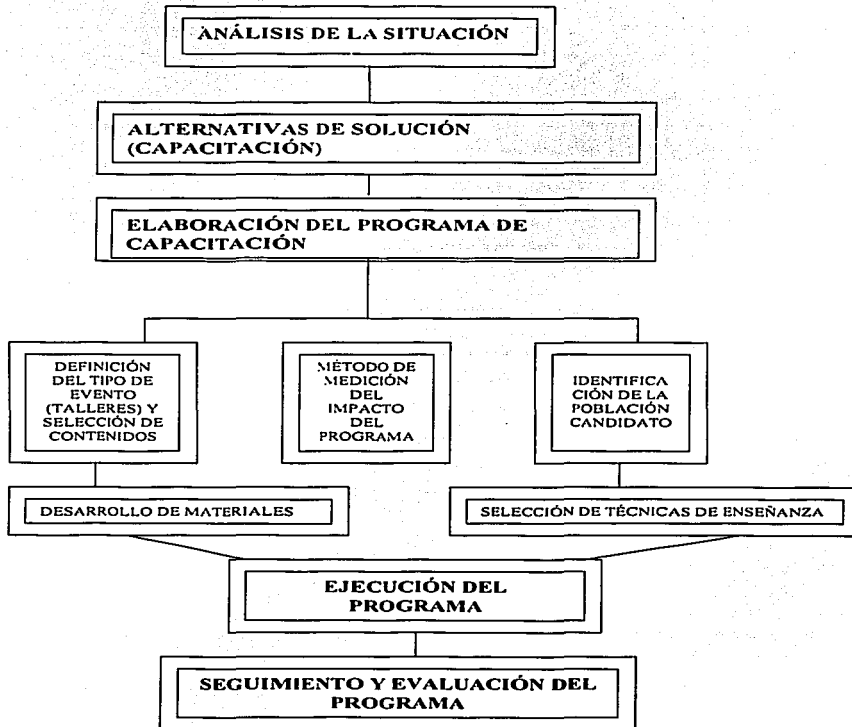 ANÁLISIS DE LA SITUACIÓN
ALTERNATIVAS DE SOLUCIÓN
(CAPACITACIÓN)
ELABORACIÓN DEL PROGRAMA DE
CAPACITACIÓN
DEFINICIÓN
DEL TIPO DE
EVENTO
(TALLERES) Y
SELECCIÓN DE
CONTENIDOS
MÉTODO DE
MEDICIÓN
DEL
IMPACTO
DEL
PROGRAMA
IDENTIFICA
CIÓN DE LA
POBLACIÓN
CANDIDATO
DESARROLLO DE MATERIALES
SELECCIÓN DE TÉCNICAS DE ENSEÑANZA
EJECUCIÓN DEL
PROGRAMA
SEGUIMIENTO Y EVALUACIÓN DEL
PROGRAMA